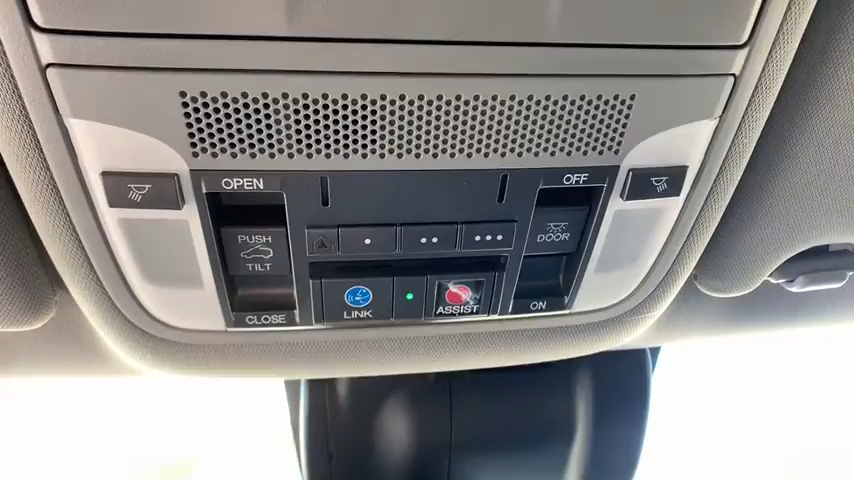 OPEN
OFF
PUSH
TILT
DOOR
LINK
ASSIST
CLOSE
ON